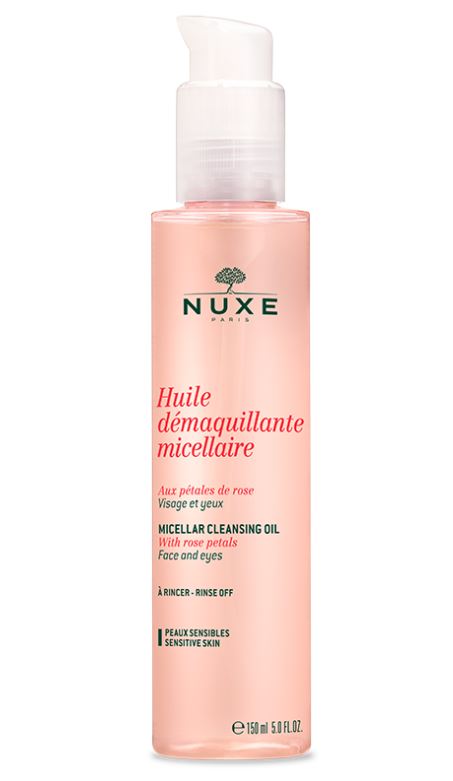 NUXE
PARIS
Huile
démaquillante
micellaire
Aux pétales de rose
Visage et yeux
MICELLAR CLEANSING OIL
With rose petals
Face and eyes
À RINCER - RINSE OFF
PEAUX SENSIBLES
SENSITIVE SKIN
℮150 ml 5.0 FL.OZ.